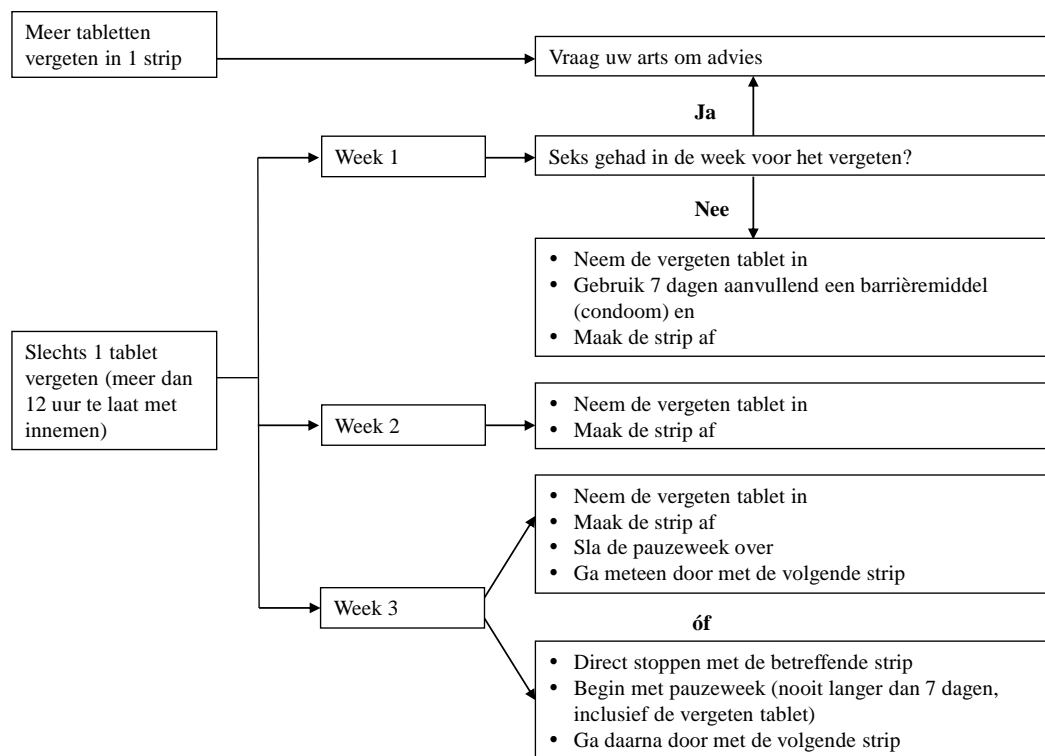 Meer tabletten
vergeten in 1 strip
Vraag uw arts om advies
Ja
Week 1
Seks gehad in de week voor het vergeten?
Nee
• Neem de vergeten tablet in
• Gebruik 7 dagen aanvullend een barrièremiddel
(condoom) en
• Maak de strip af
Slechts 1 tablet
vergeten (meer dan
12 uur te laat met
innemen)
Week 2
• Neem de vergeten tablet in
• Maak de strip af
Week 3
• Neem de vergeten tablet in
• Maak de strip af
• Sla de pauzeweek over
• Ga meteen door met de volgende strip
óf
• Direct stoppen met de betreffende strip
• Begin met pauzeweek (nooit langer dan 7 dagen,
inclusief de vergeten tablet)
• Ga daarna door met de volgende strip